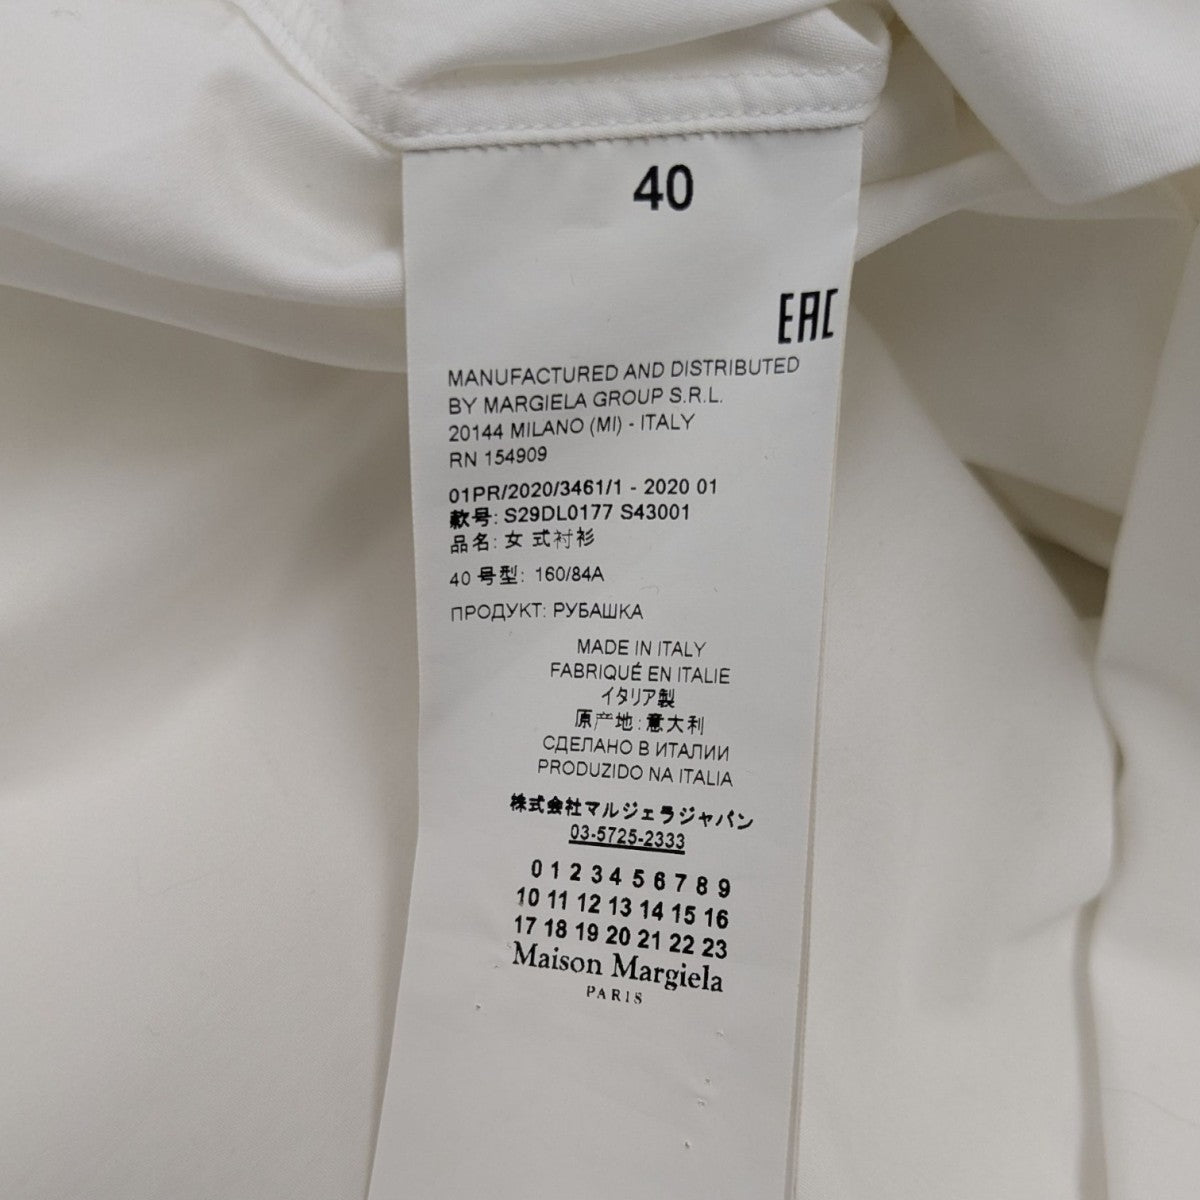 40
EAC
MANUFACTURED AND DISTRIBUTED
BY MARGIELA GROUP S.R.L.
20144 MILANO (MI) - ITALY
RN 154909
01PR/2020/3461/1 - 2020 01
款号: S29DL0177 S43001
品名: 女 式衬衫
40 号型: 160/84A
ПРОДУКТ: РУБАШКА
MADE IN ITALY
FABRIQUÉ EN ITALIE
イタリア製
原产地: 意大利
СДЕЛАНО В ИТАЛИИ
PRODUZIDO NA ITALIA
株式会社マルジェラジャパン
03-5725-2333
0 1 2 3 4 5 6 7 8 9
10 11 12 13 14 15 16
17 18 19 20 21 22 23
Maison Margiela
PARIS